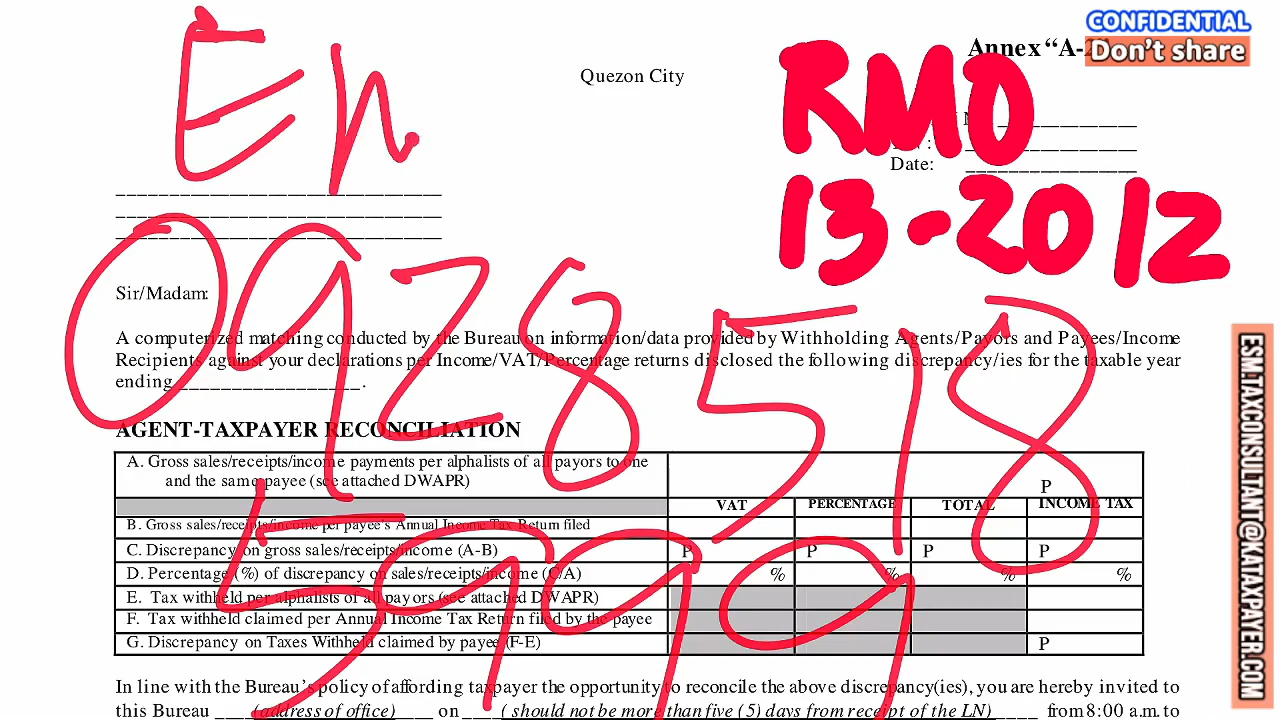 CONFIDENTIAL
Annex “A-
Don’t share
Quezon City
RMO
13-2012
Date:
En.
0928518
5999
Sir/Madam:
A computerized matching conducted by the Bureau on information/data provided by Withholding Agents/Payors and Payees/Income
Recipients against your declarations per Income/VAT/Percentage returns disclosed the following discrepancy/ies for the taxable year
ending ___________________.
AGENT-TAXPAYER RECONCILIATION
A. Gross sales/receipts/income payments per alphalists of all payors to one
and the same payee (see attached DWAPR) P
VAT PERCENTAGE TOTAL INCOME TAX
B. Gross sales/receipts/income per payee’s Annual Income Tax Return filed
C. Discrepancy on gross sales/receipts/income (A-B) P P P P
D. Percentage (%) of discrepancy on sales/receipts/income (C/A) % % % %
E. Tax withheld per alphalists of all payors (see attached DWAPR)
F. Tax withheld claimed per Annual Income Tax Return filed by the payee
G. Discrepancy on Taxes Withheld claimed by payee (F-E) P
In line with the Bureau’s policy of affording taxpayer the opportunity to reconcile the above discrepancy(ies), you are hereby invited to
this Bureau ____(address of office)____ on __( should not be more than five (5) days from receipt of the LN)_____ from 8:00 a.m. to
ESM.TAXCONSULTANT@KATAXPAYER.COM